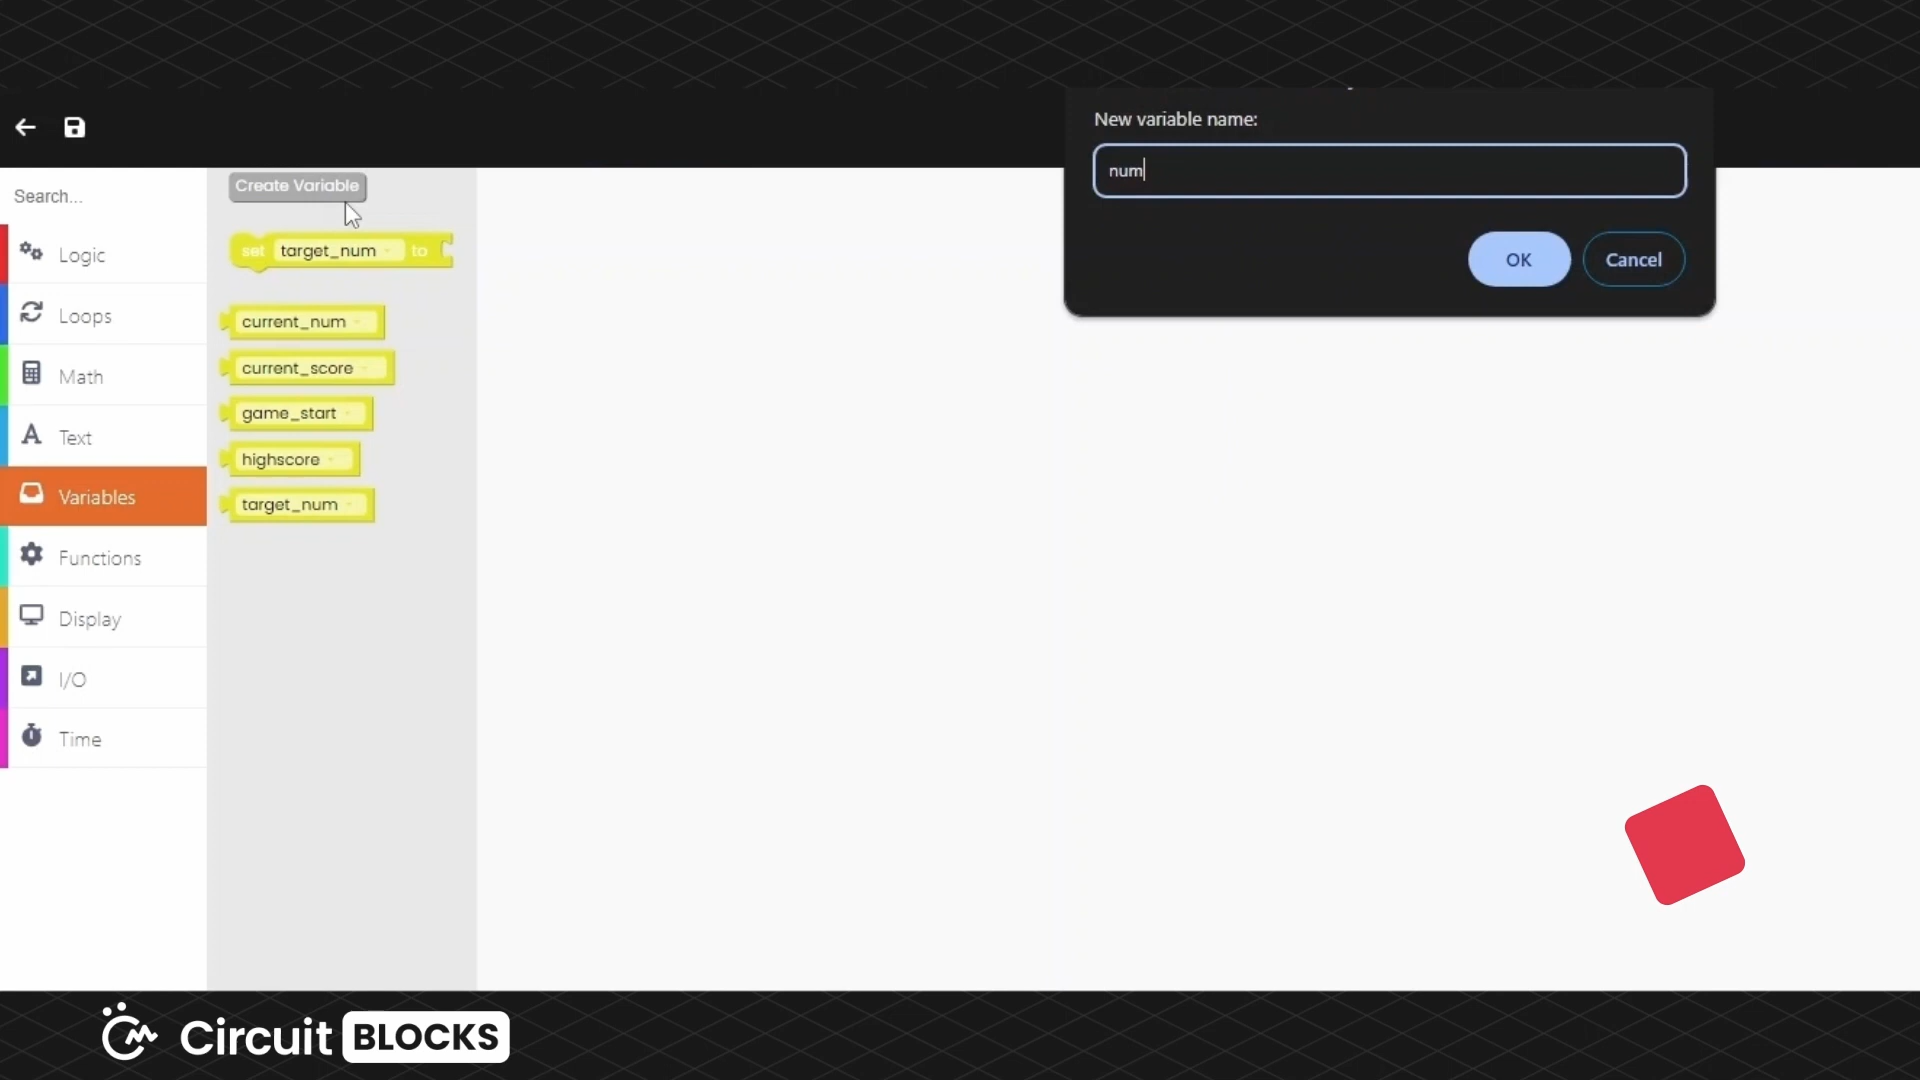 New variable name:
num
OK
Cancel
Search...
Logic
Loops
Math
Text
Variables
Functions
Display
I/O
Time
Create Variable
set target_num to
current_num
current_score
game_start
highscore
target_num
Circuit BLOCKS